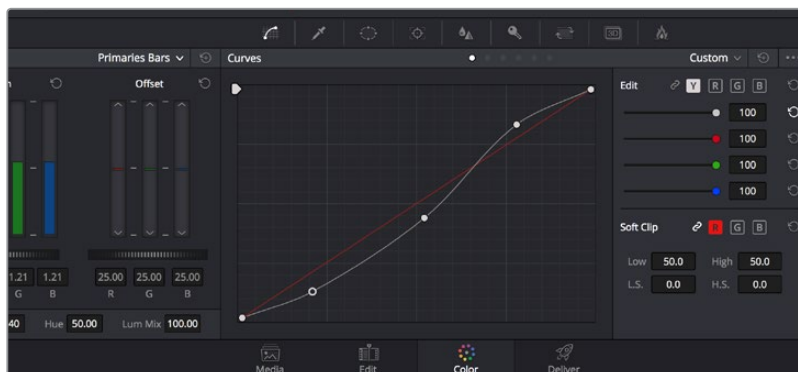 3D
Primaries Bars
Curves
Custom
Offset
Edit Y R G B
100
100
100
100
Soft Clip R G B
Low 50.0 High 50.0
L.S. 0.0 H.S. 0.0
1.21 1.21 25.00 25.00 25.00
G B R G B
40 Hue 50.00 Lum Mix 100.00
Media Edit Color Deliver